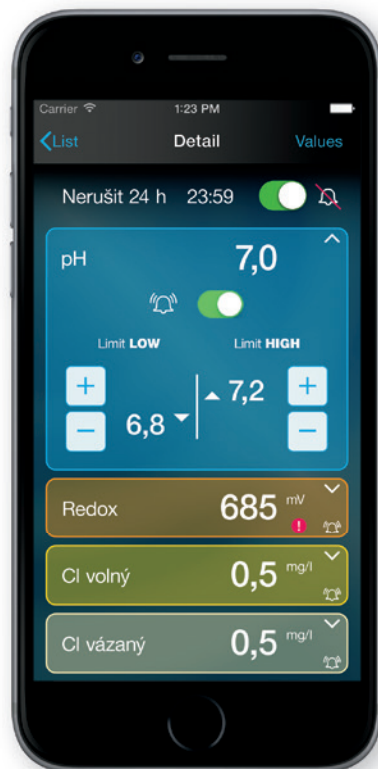 Carrier 1:23 PM
List Detail Values
Nerušit 24 h 23:59
pH 7,0
Limit LOW Limit HIGH
+ 7,2 +
− 6,8 −
Redox 685 mV
!
Cl volný 0,5 mg/l
Cl vázaný 0,5 mg/l